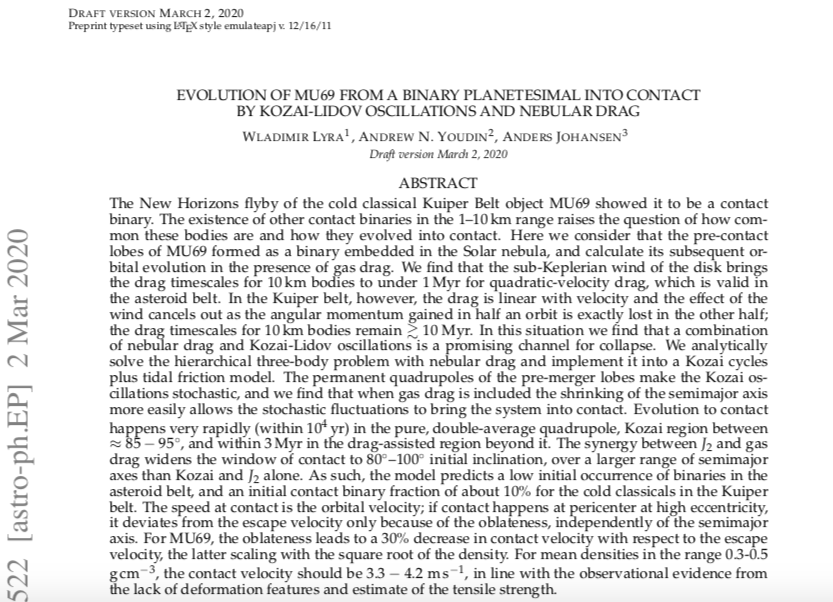 DRAFT VERSION MARCH 2, 2020
Preprint typeset using LATEX style emulateapj v. 12/16/11
EVOLUTION OF MU69 FROM A BINARY PLANETESIMAL INTO CONTACT
BY KOZAI-LIDOV OSCILLATIONS AND NEBULAR DRAG
WLADIMIR LYRA¹, ANDREW N. YOUDIN², ANDERS JOHANSEN³
Draft version March 2, 2020
ABSTRACT
The New Horizons flyby of the cold classical Kuiper Belt object MU69 showed it to be a contact
binary. The existence of other contact binaries in the 1–10 km range raises the question of how com-
mon these bodies are and how they evolved into contact. Here we consider that the pre-contact
lobes of MU69 formed as a binary embedded in the Solar nebula, and calculate its subsequent or-
bital evolution in the presence of gas drag. We find that the sub-Keplerian wind of the disk brings
the drag timescales for 10 km bodies to under 1 Myr for quadratic-velocity drag, which is valid in
the asteroid belt. In the Kuiper belt, however, the drag is linear with velocity and the effect of the
wind cancels out as the angular momentum gained in half an orbit is exactly lost in the other half;
the drag timescales for 10 km bodies remain ≳ 10 Myr. In this situation we find that a combination
of nebular drag and Kozai-Lidov oscillations is a promising channel for collapse. We analytically
solve the hierarchical three-body problem with nebular drag and implement it into a Kozai cycles
plus tidal friction model. The permanent quadrupoles of the pre-merger lobes make the Kozai os-
cillations stochastic, and we find that when gas drag is included the shrinking of the semimajor axis
more easily allows the stochastic fluctuations to bring the system into contact. Evolution to contact
happens very rapidly (within 10⁴ yr) in the pure, double-average quadrupole, Kozai region between
≈ 85 − 95°, and within 3 Myr in the drag-assisted region beyond it. The synergy between J₂ and gas
drag widens the window of contact to 80°–100° initial inclination, over a larger range of semimajor
axes than Kozai and J₂ alone. As such, the model predicts a low initial occurrence of binaries in the
asteroid belt, and an initial contact binary fraction of about 10% for the cold classicals in the Kuiper
belt. The speed at contact is the orbital velocity; if contact happens at pericenter at high eccentricity,
it deviates from the escape velocity only because of the oblateness, independently of the semimajor
axis. For MU69, the oblateness leads to a 30% decrease in contact velocity with respect to the escape
velocity, the latter scaling with the square root of the density. For mean densities in the range 0.3-0.5
g cm⁻³, the contact velocity should be 3.3 − 4.2 m s⁻¹, in line with the observational evidence from
the lack of deformation features and estimate of the tensile strength.
522 [astro-ph.EP] 2 Mar 2020